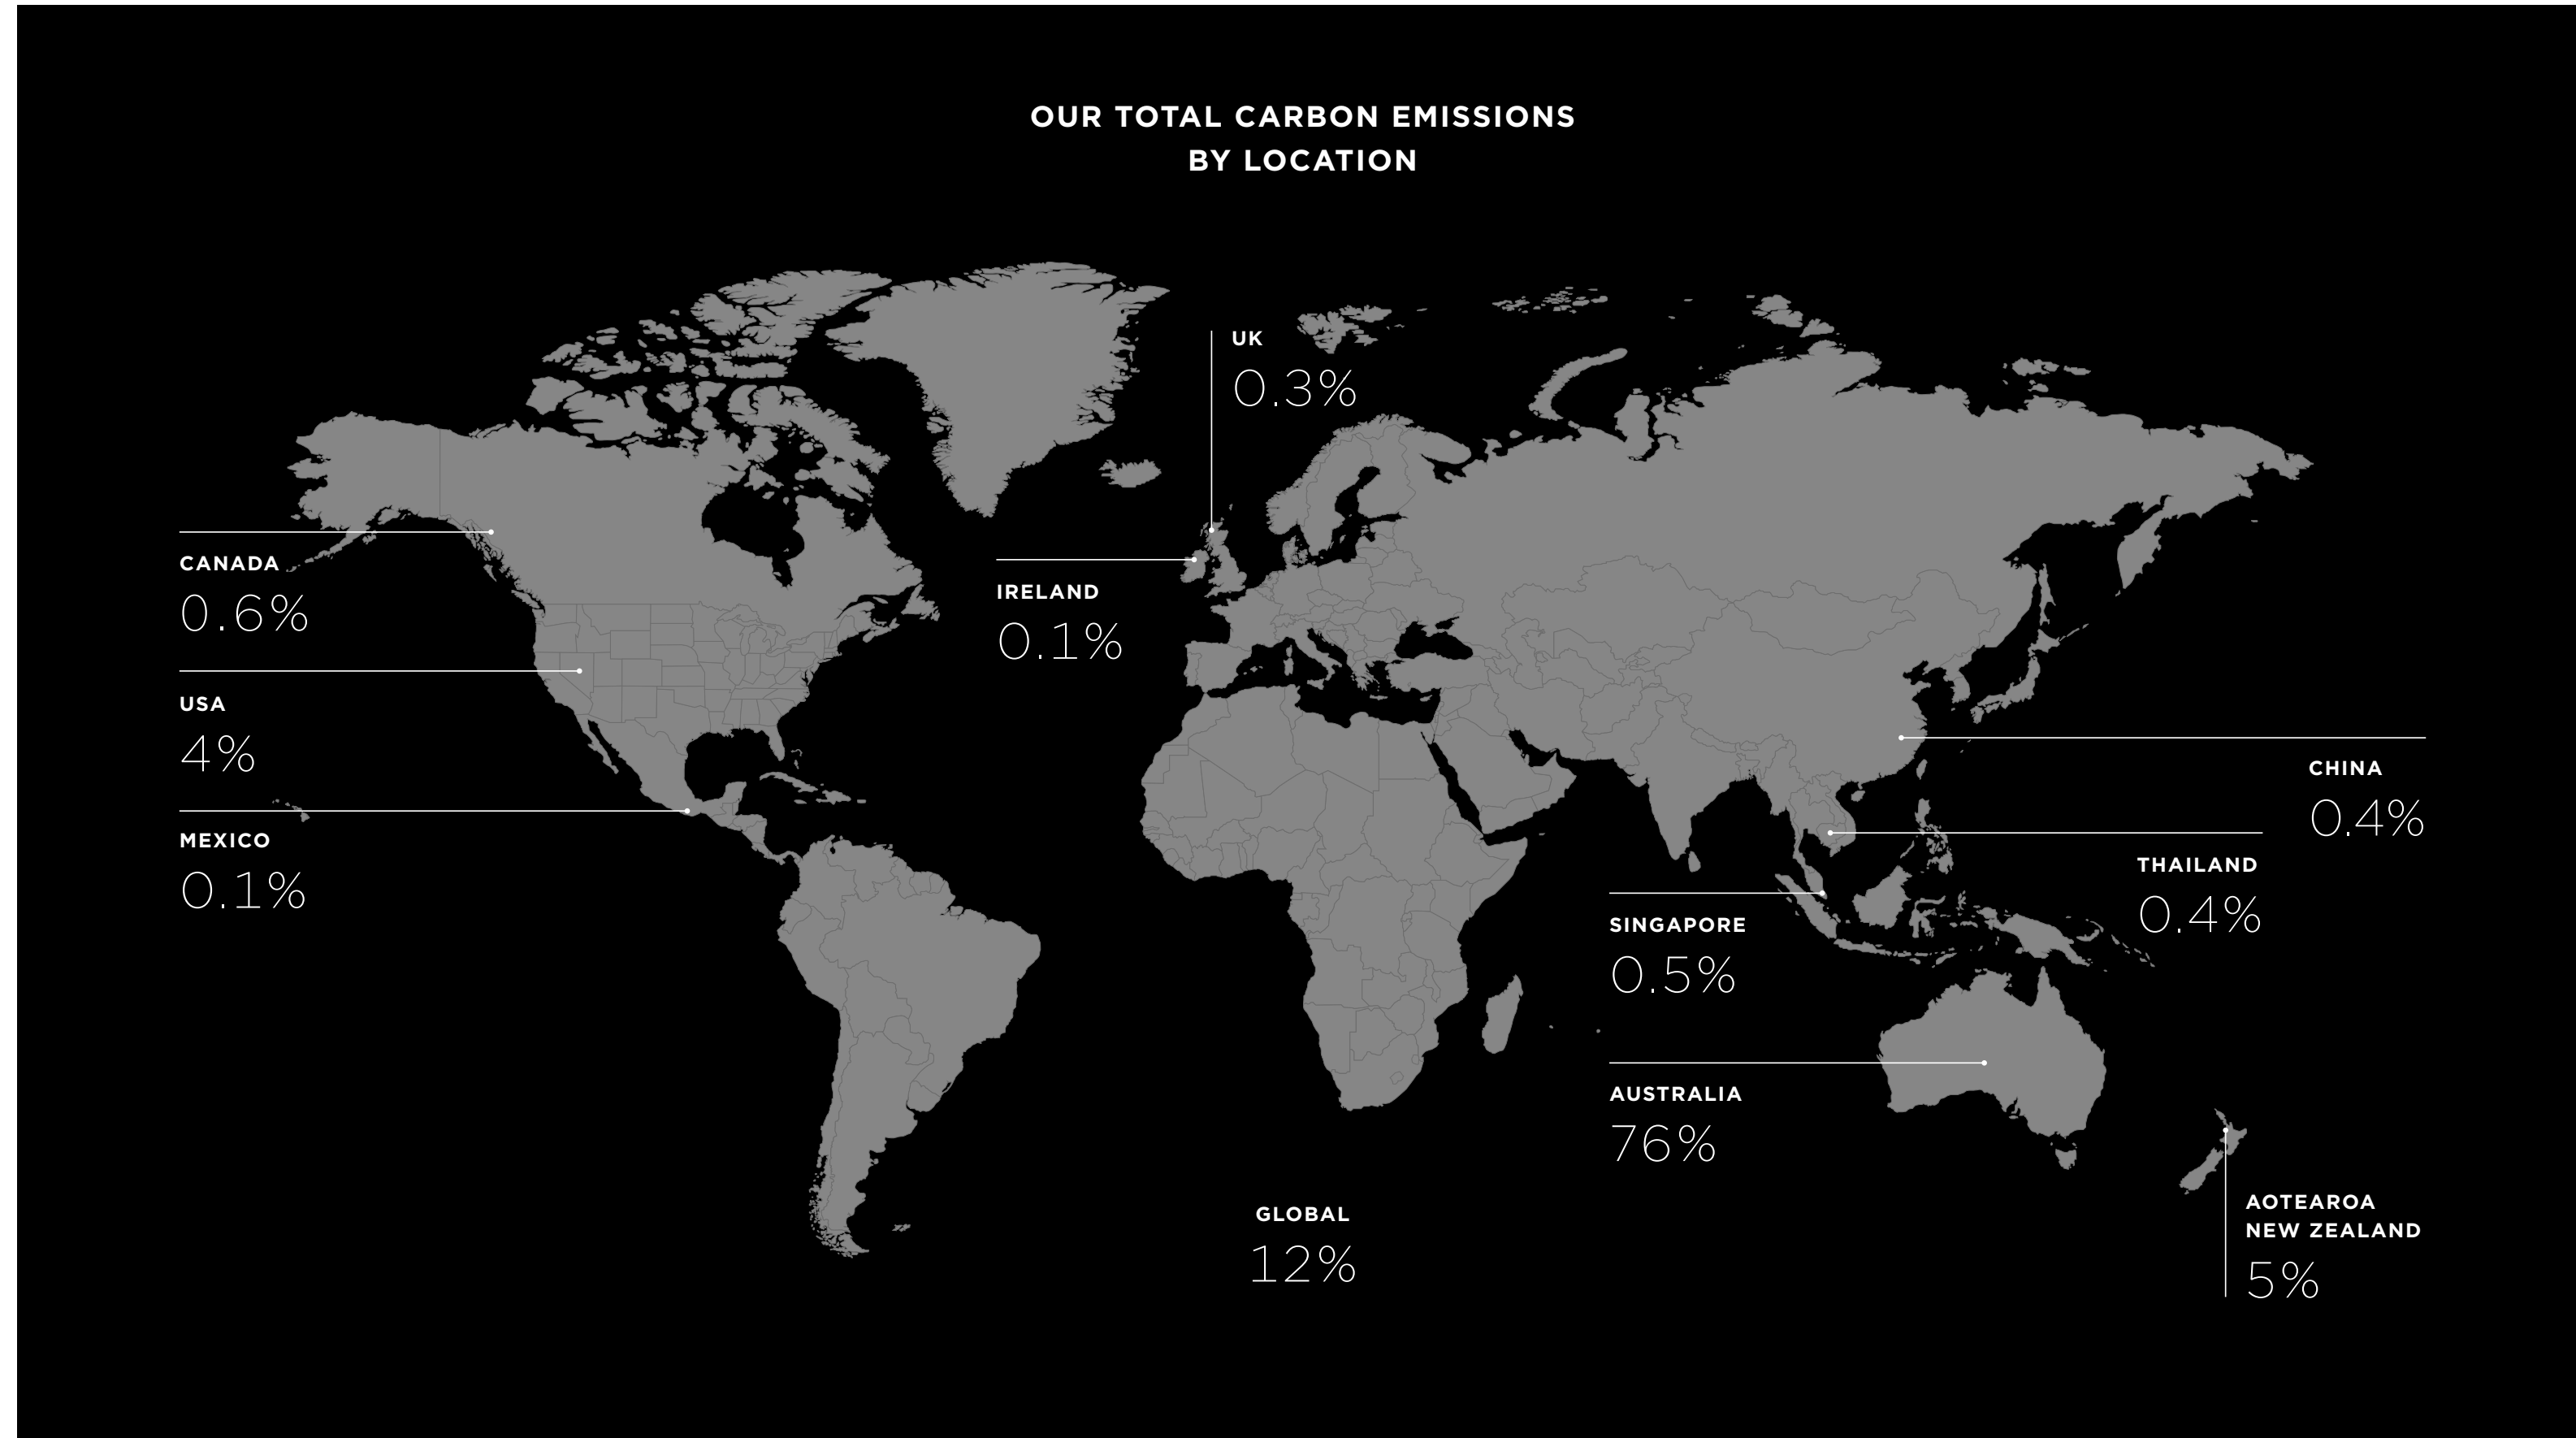 OUR TOTAL CARBON EMISSIONS
BY LOCATION
UK
0.3%
CANADA
0.6%
IRELAND
0.1%
USA
4%
MEXICO
0.1%
CHINA
0.4%
THAILAND
0.4%
SINGAPORE
0.5%
AUSTRALIA
76%
GLOBAL
12%
AOTEAROA
NEW ZEALAND
5%